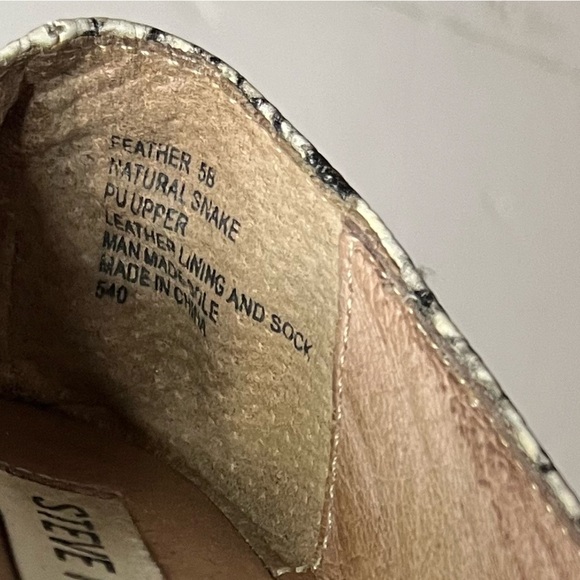 FEATHER 5B
NATURAL SNAKE
PU UPPER
LEATHER LINING AND SOCK
MAN MADE SOLE
MADE IN CHINA
540
STEVE